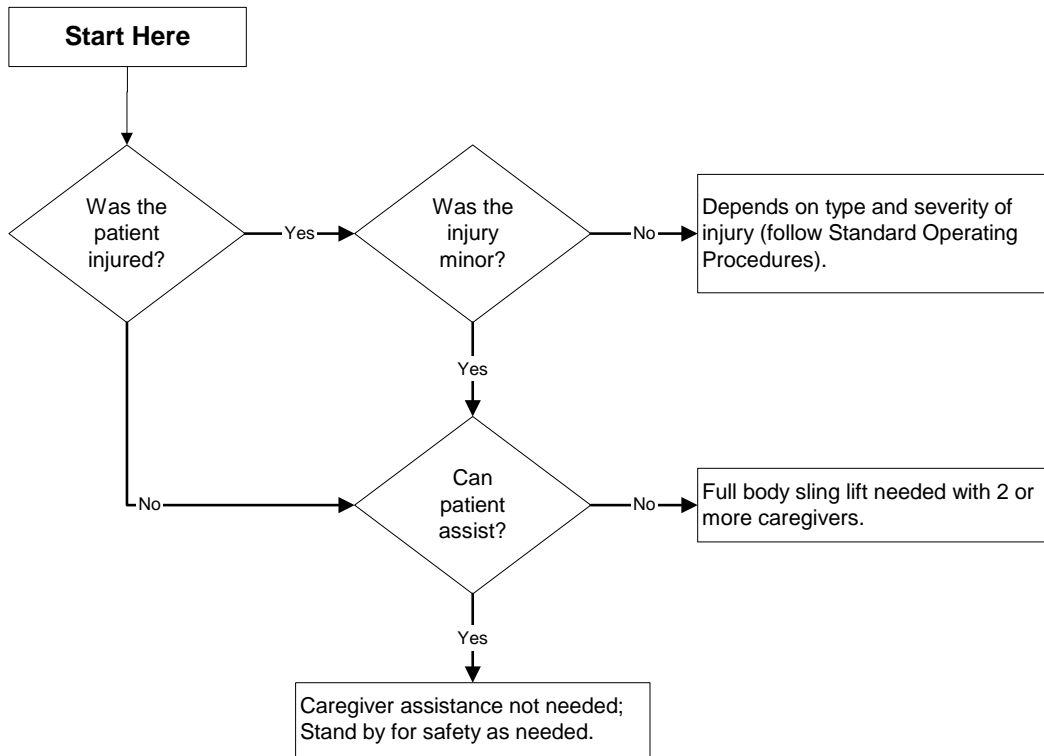 Start Here
Was the
patient
injured?
Yes
Was the
injury
minor?
No
Depends on type and severity of
injury (follow Standard Operating
Procedures).
Yes
No
Can
patient
assist?
No
Full body sling lift needed with 2 or
more caregivers.
Yes
Caregiver assistance not needed;
Stand by for safety as needed.